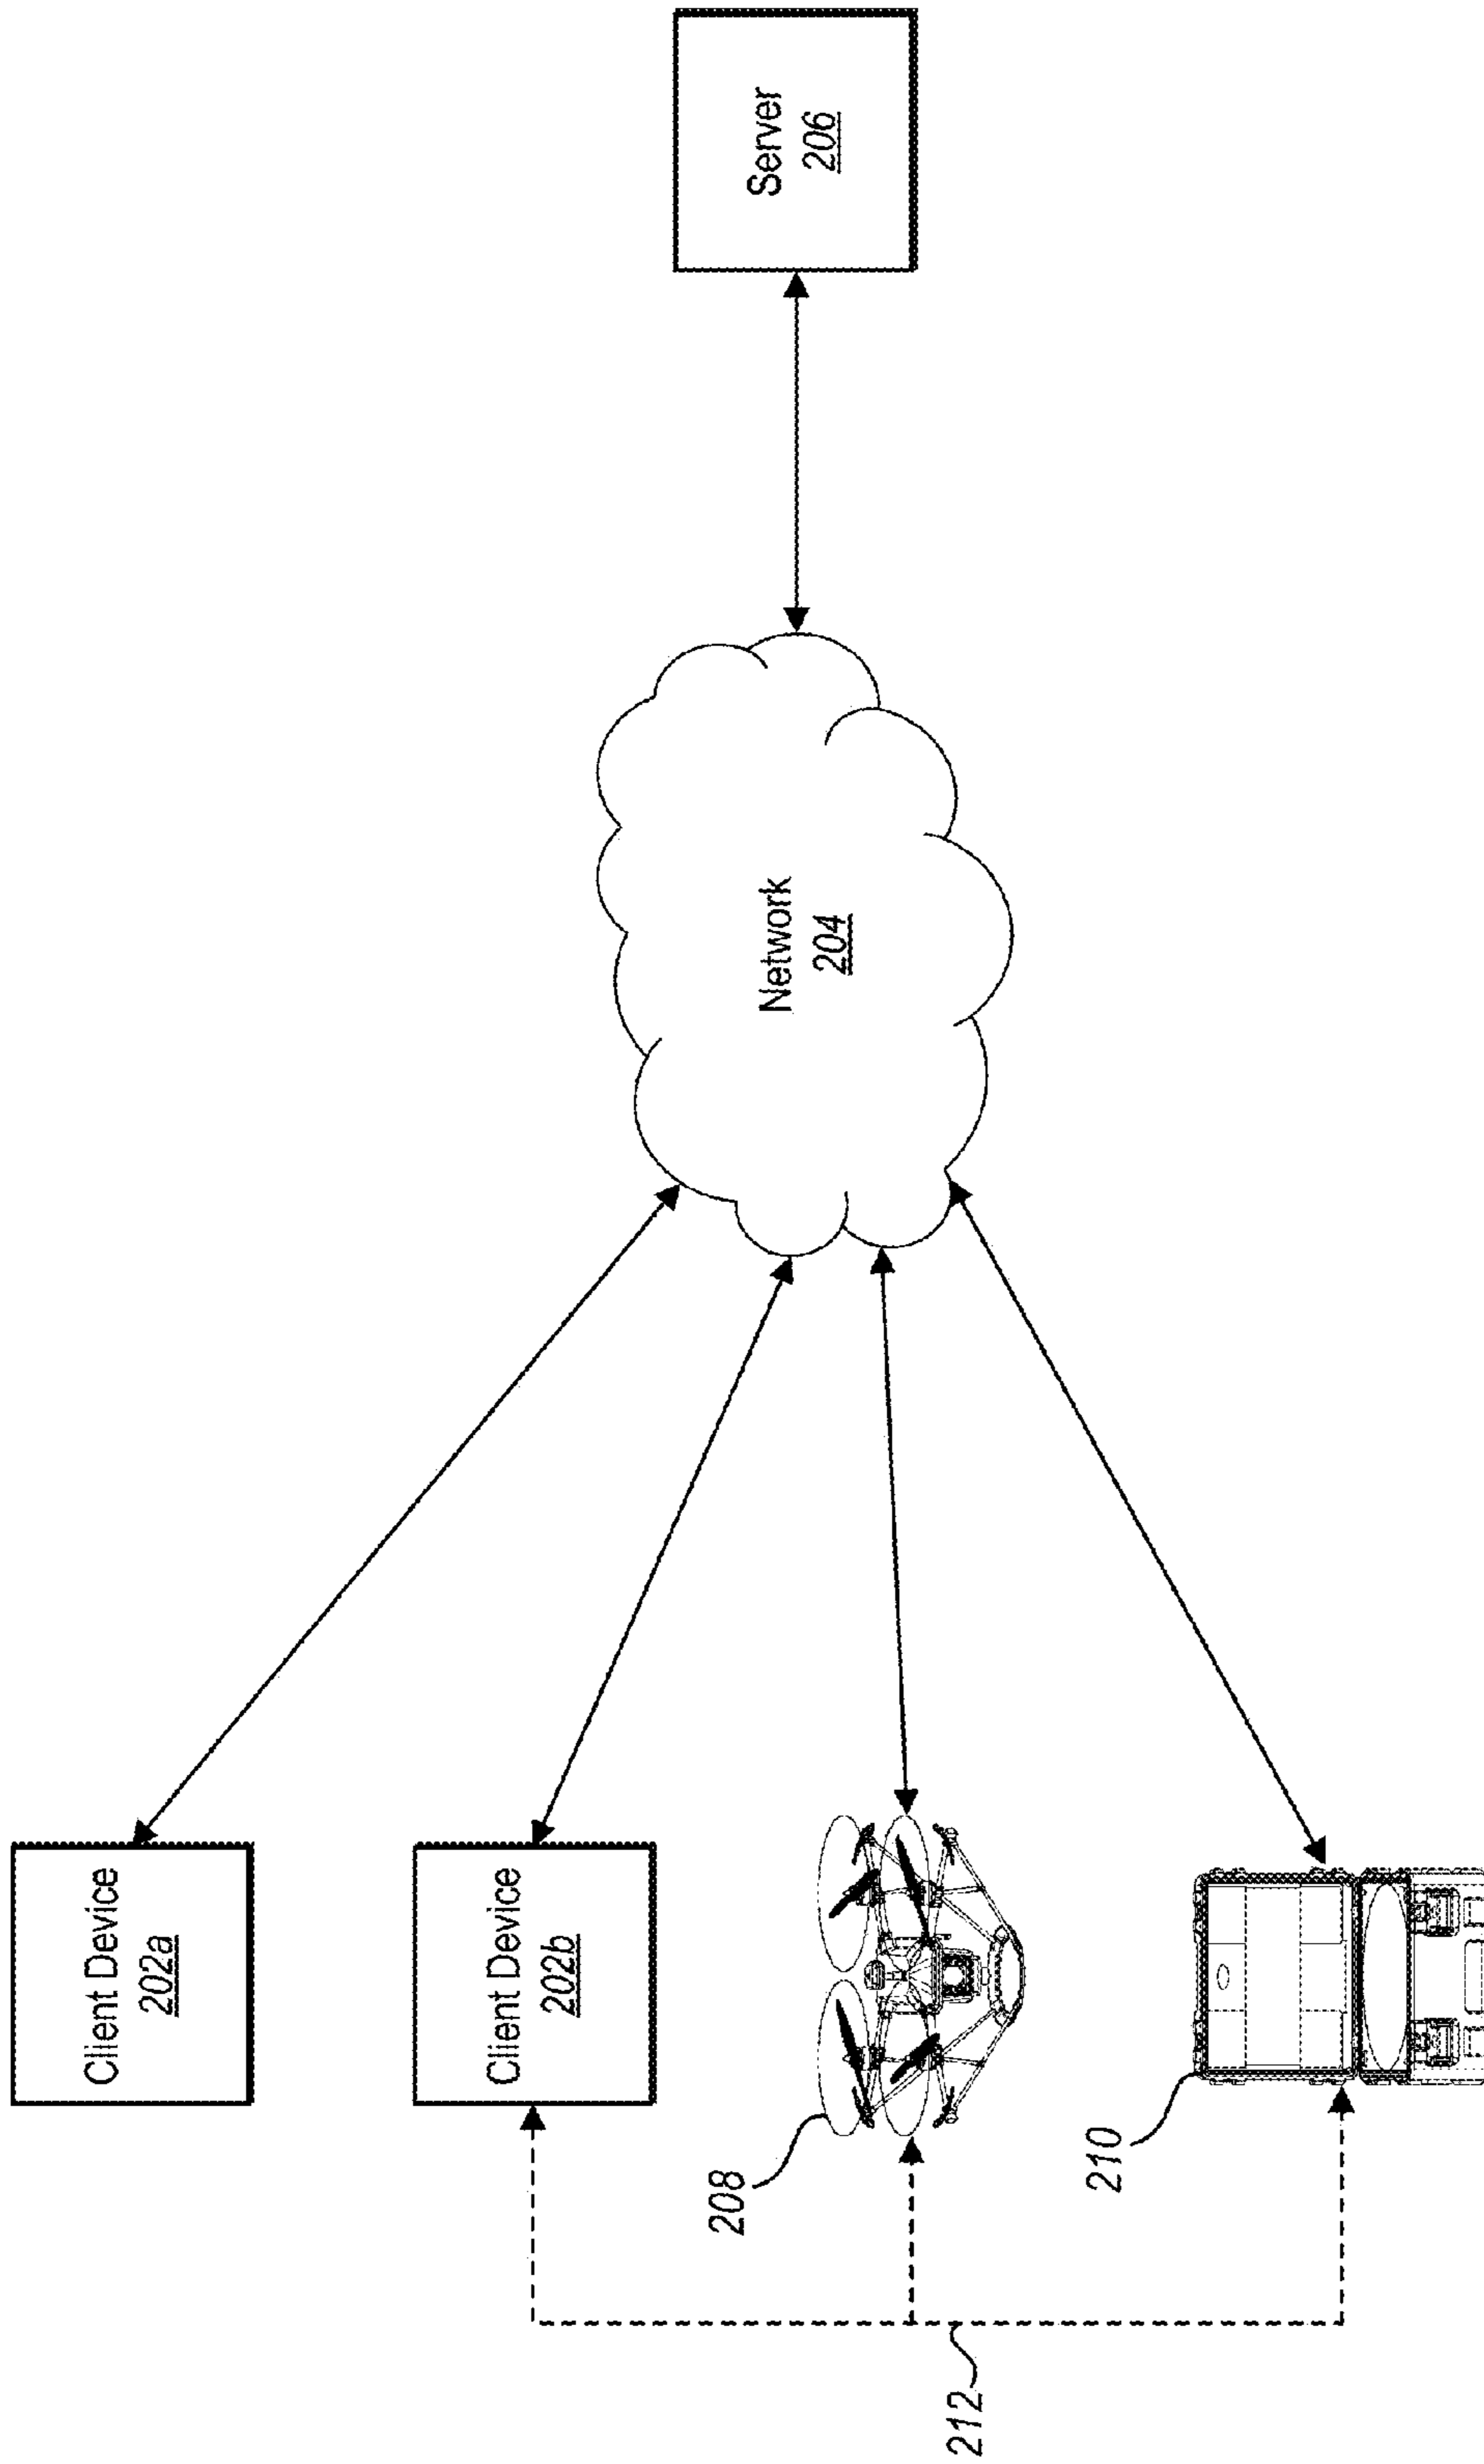 Client Device
202a
Client Device
202b
208
210
212
Network
204
Server
206